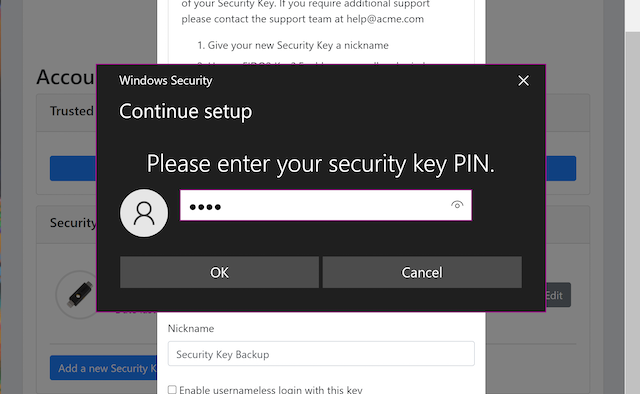 of your Security Key. If you require additional support
please contact the support team at help@acme.com
1. Give your new Security Key a nickname
Accou
Trusted
Windows Security
Continue setup
Please enter your security key PIN.
OK
Cancel
Security
Edit
Nickname
Security Key Backup
Add a new Security K
Enable usernameless login with this key